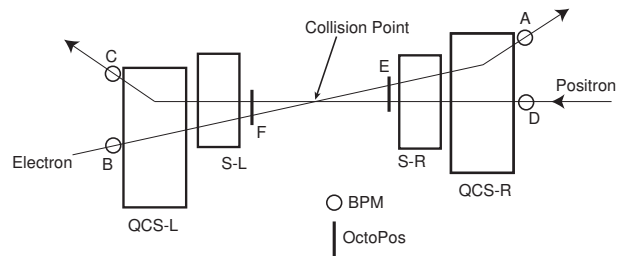 A
Collision Point
C
E
Positron
F
D
B
Electron
S-L
S-R
QCS-R
QCS-L
BPM
OctoPos